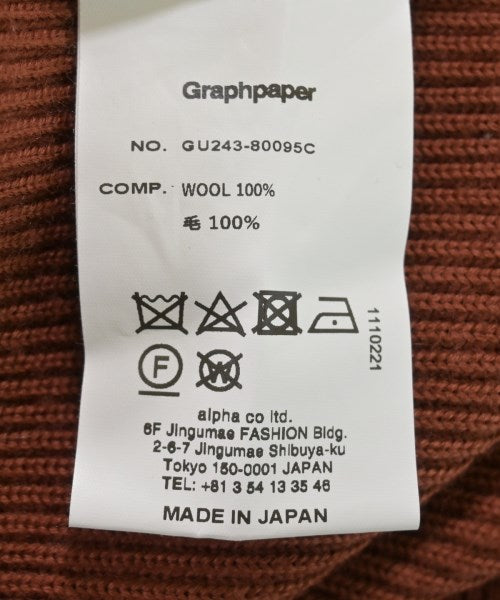 Graphpaper
NO. GU243-80095C
COMP. WOOL 100%
毛 100%
1110221
F W
alpha co ltd.
6F Jingumae FASHION Bldg.
2-6-7 Jingumae Shibuya-ku
Tokyo 150-0001 JAPAN
TEL: +81 3 54 13 35 46
MADE IN JAPAN